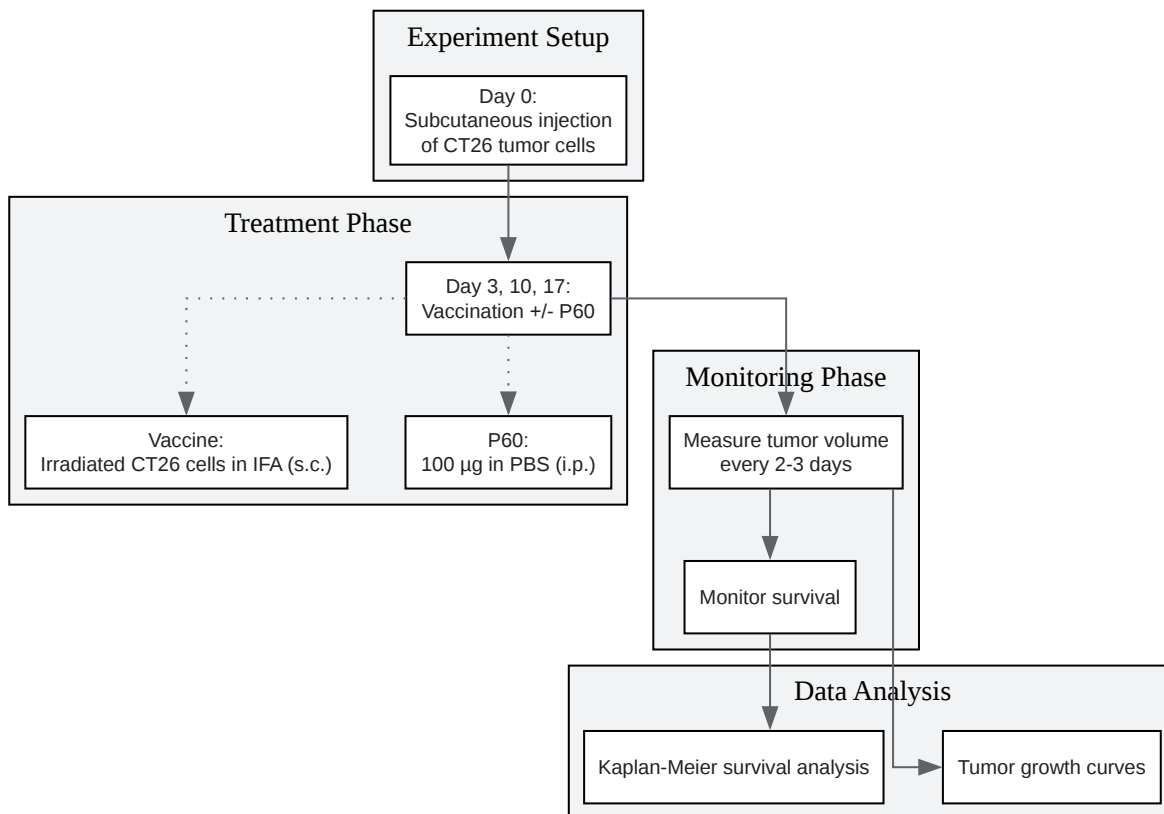 Experiment Setup
Day 0:
Subcutaneous injection
of CT26 tumor cells
Treatment Phase
Day 3, 10, 17:
Vaccination +/- P60
Vaccine:
Irradiated CT26 cells in IFA (s.c.)
P60:
100 µg in PBS (i.p.)
Monitoring Phase
Measure tumor volume
every 2-3 days
Monitor survival
Data Analysis
Kaplan-Meier survival analysis
Tumor growth curves